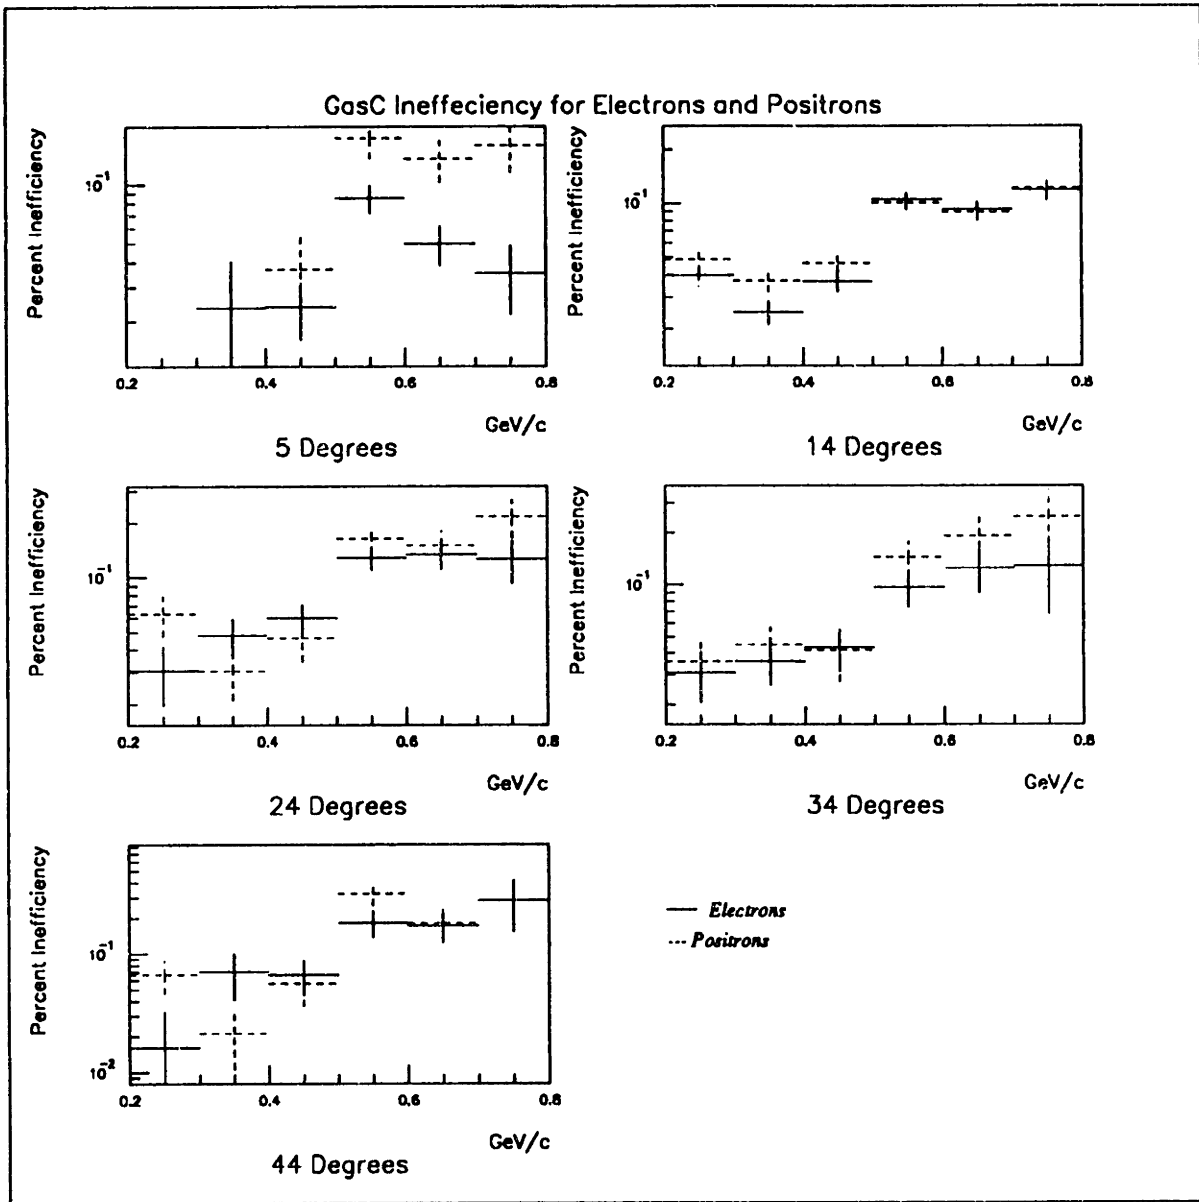 GasC Ineffeciency for Electrons and Positrons
Percent Inefficiency
10^-1
0.2 0.4 0.6 0.8
GeV/c
5 Degrees
Percent Inefficiency
10^-1
0.2 0.4 0.6 0.8
GeV/c
14 Degrees
Percent Inefficiency
10^-1
0.2 0.4 0.6 0.8
GeV/c
24 Degrees
Percent Inefficiency
10^-1
0.2 0.4 0.6 0.8
GeV/c
34 Degrees
Percent Inefficiency
10^-1
10^-2
0.2 0.4 0.6 0.8
GeV/c
44 Degrees
Electrons
Positrons